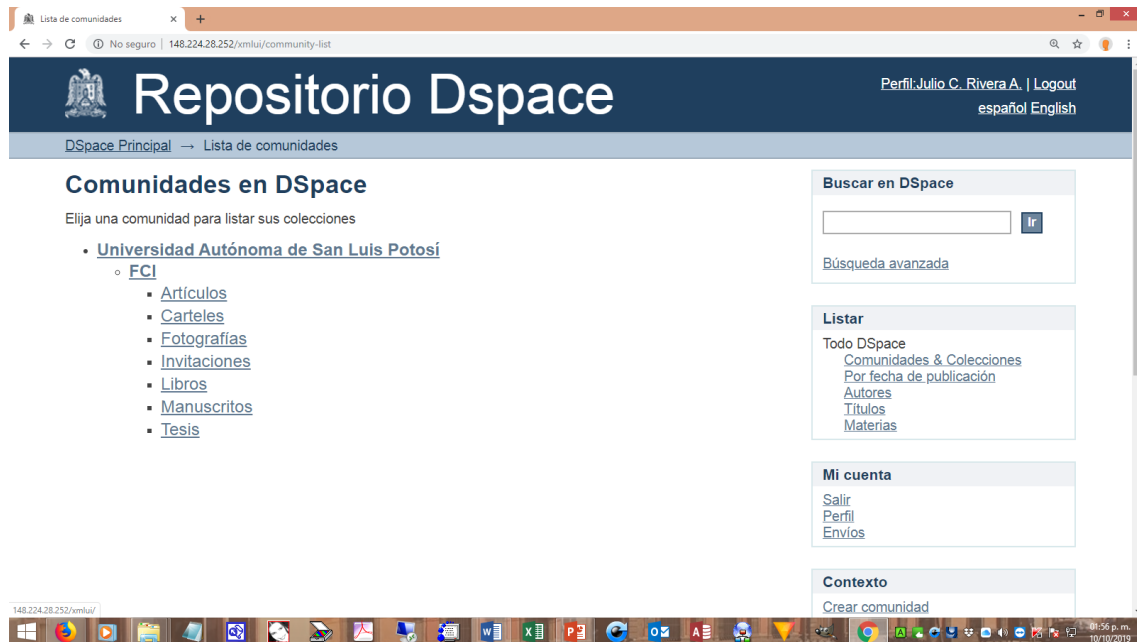 Lista de comunidades
No seguro | 148.224.28.252/xmlui/community-list
Repositorio Dspace
Perfil:Julio C. Rivera A. | Logout
español English
DSpace Principal → Lista de comunidades
Comunidades en DSpace
Elija una comunidad para listar sus colecciones
Universidad Autónoma de San Luis Potosí
FCI
Artículos
Carteles
Fotografías
Invitaciones
Libros
Manuscritos
Tesis
Buscar en DSpace
Ir
Búsqueda avanzada
Listar
Todo DSpace
Comunidades & Colecciones
Por fecha de publicación
Autores
Títulos
Materias
Mi cuenta
Salir
Perfil
Envíos
Contexto
Crear comunidad
148.224.28.252/xmlui/
01:56 p. m.
10/10/2019